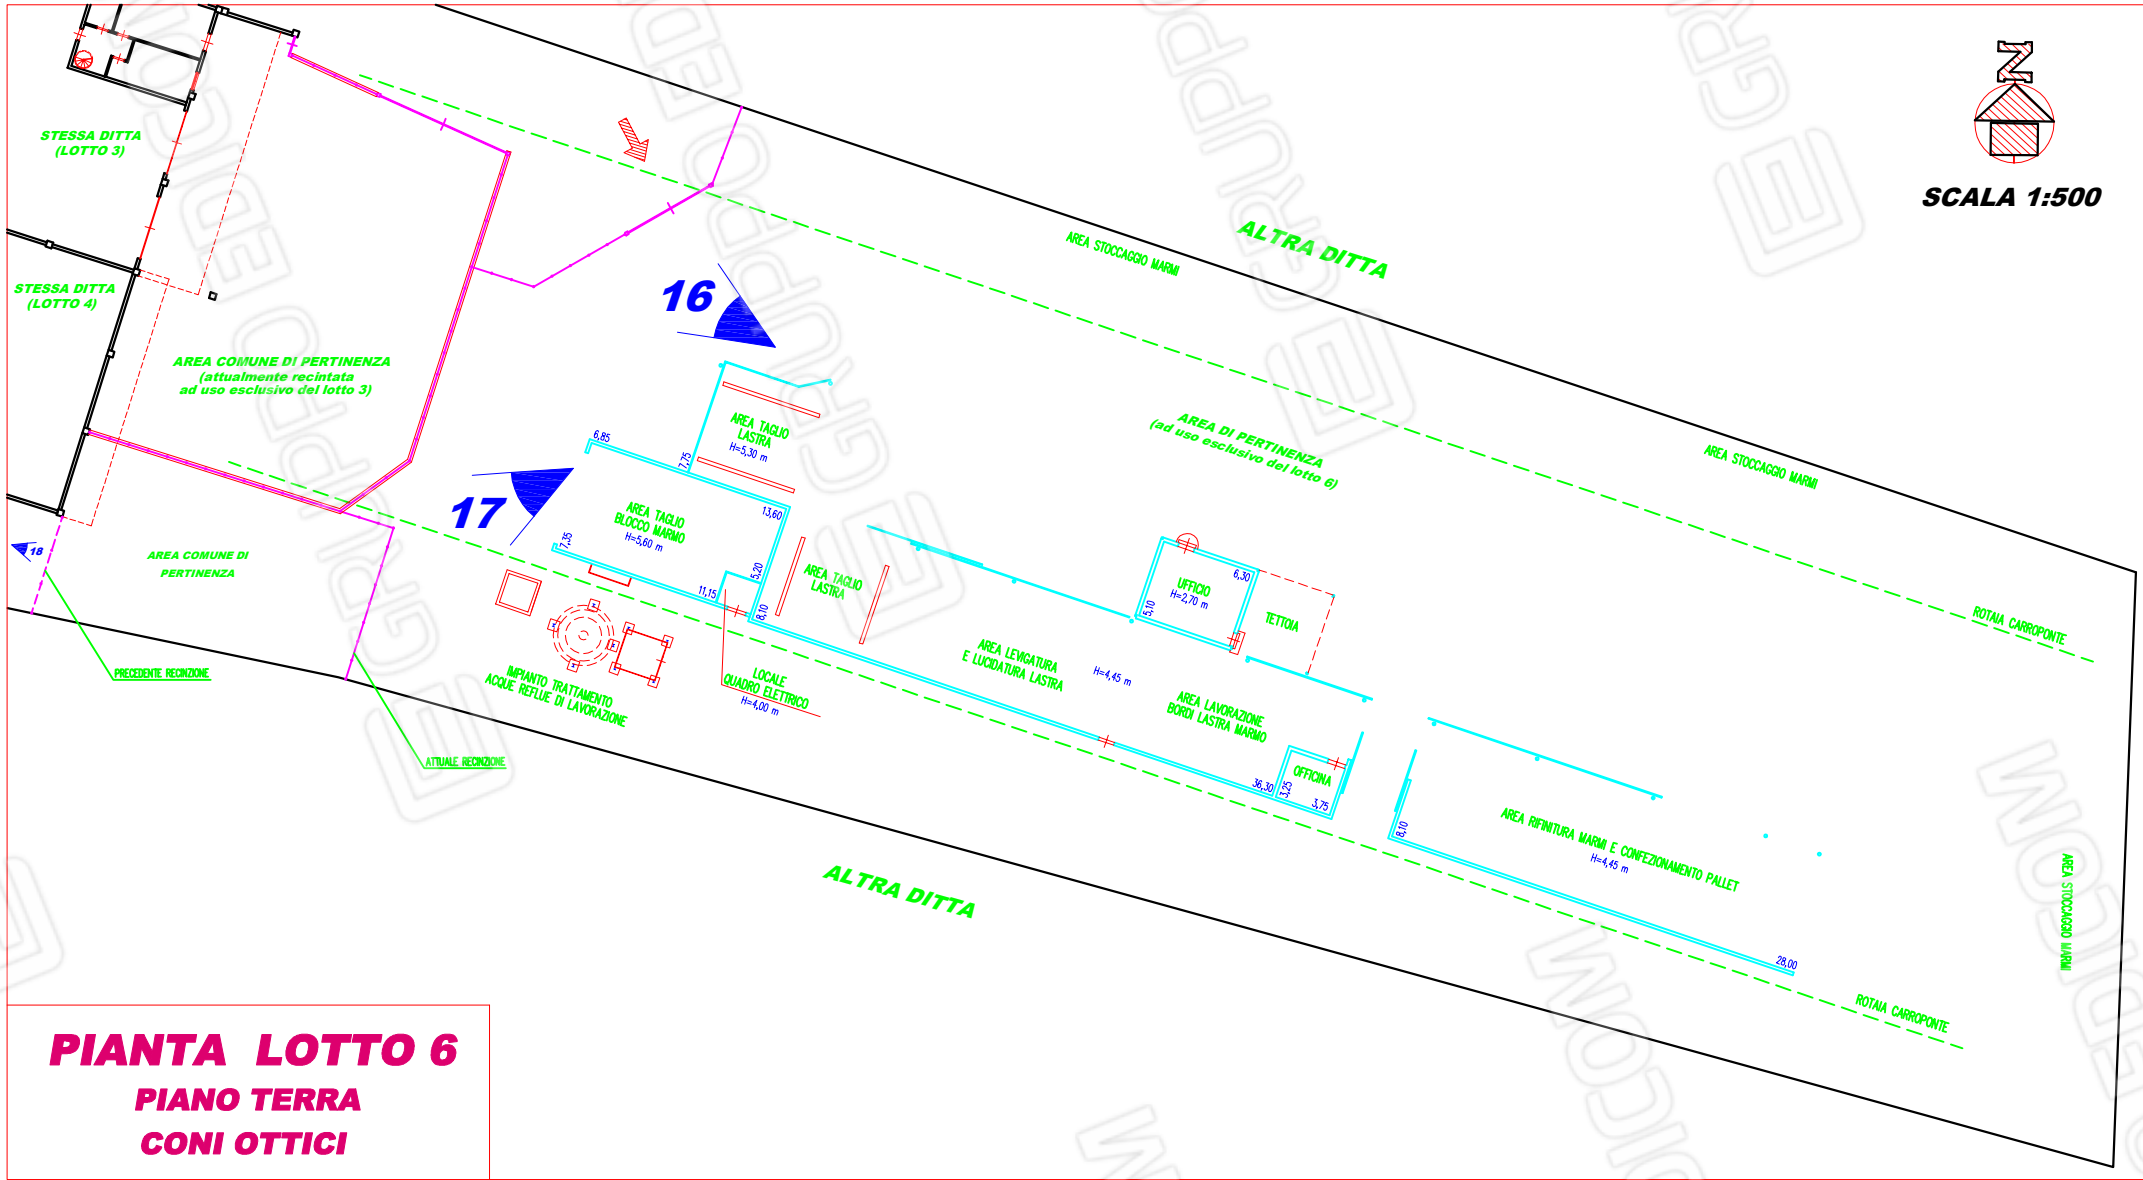 N
SCALA 1:500
STESSA DITTA
(LOTTO 3)
STESSA DITTA
(LOTTO 4)
AREA COMUNE DI PERTINENZA
(attualmente recintata
ad uso esclusivo del lotto 3)
ALTRA DITTA
AREA STOCCAGGIO MARMI
16
AREA DI PERTINENZA
(ad uso esclusivo del lotto 6)
AREA STOCCAGGIO MARMI
AREA TAGLIO
LASTRA
H=5,30 m
7,75
6,85
17
AREA TAGLIO
BLOCCO MARMO
H=5,60 m
13,60
7,35
11,15
5,20
8,10
AREA TAGLIO
LASTRA
18
AREA COMUNE DI
PERTINENZA
UFFICIO
H=2,70 m
6,30
5,10
TETTOIA
ROTAIA CARROPONTE
AREA LEVIGATURA
E LUCIDATURA LASTRA
H=4,45 m
AREA LAVORAZIONE
BORDI LASTRA MARMO
PRECEDENTE RECINZIONE
IMPIANTO TRATTAMENTO
ACQUE REFLUE DI LAVORAZIONE
LOCALE
QUADRO ELETTRICO
H=4,00 m
ATTUALE RECINZIONE
OFFICINA
36,30
3,25
3,75
8,10
AREA RIFINITURA MARMI E CONFEZIONAMENTO PALLET
H=4,45 m
AREA STOCCAGGIO MARMI
28,00
ROTAIA CARROPONTE
ALTRA DITTA
PIANTA LOTTO 6
PIANO TERRA
CONI OTTICI